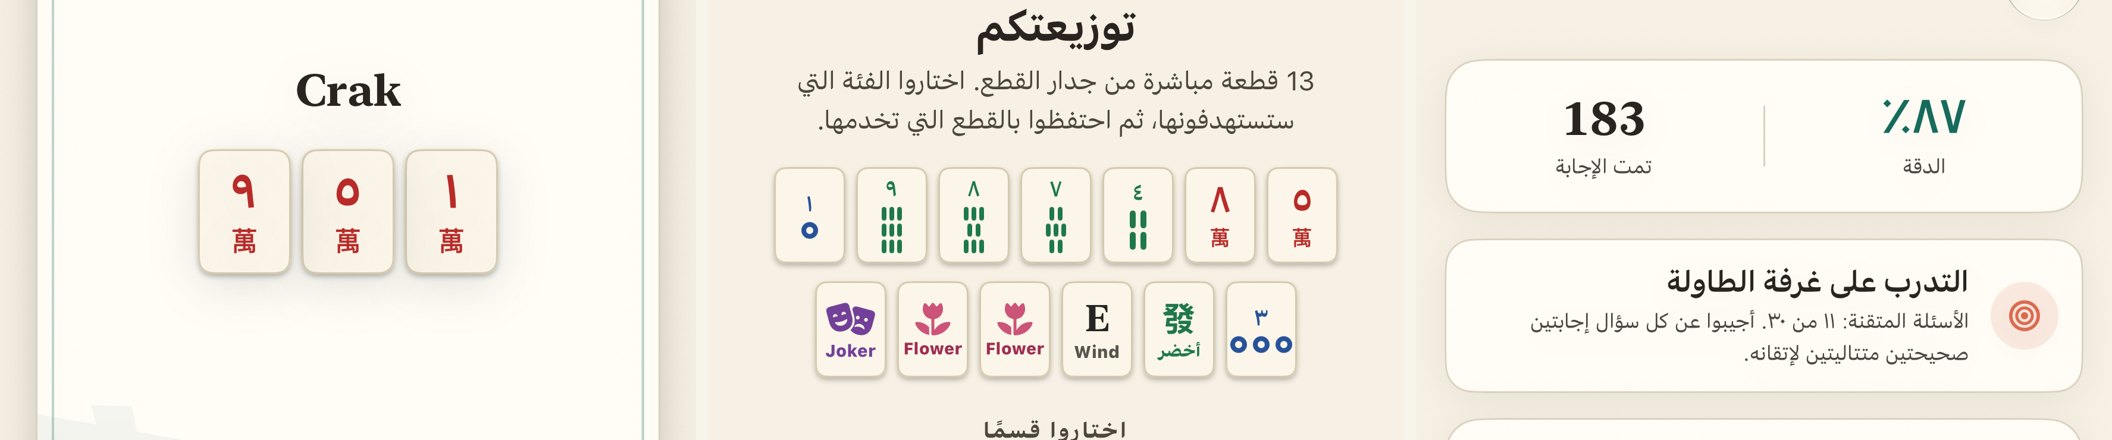 Crak
١ ٥ ٩
萬 萬 萬
توزيعتكم
13 قطعة مباشرة من جدار القطع. اختاروا الفئة التي
ستستهدفونها، ثم احتفظوا بالقطع التي تخدمها.
٥ ٨ ٤ ٧ ٨ ٩ ١
萬 萬
٣ 發 E
أخضر Wind Flower Flower Joker
اختاروا قسمًا
٨٧٪ 183
الدقة تمت الإجابة
التدرب على غرفة الطاولة
الأسئلة المتقنة: ١١ من ٣٠. أجيبوا عن كل سؤال إجابتين
صحيحتين متتاليتين لإتقانه.